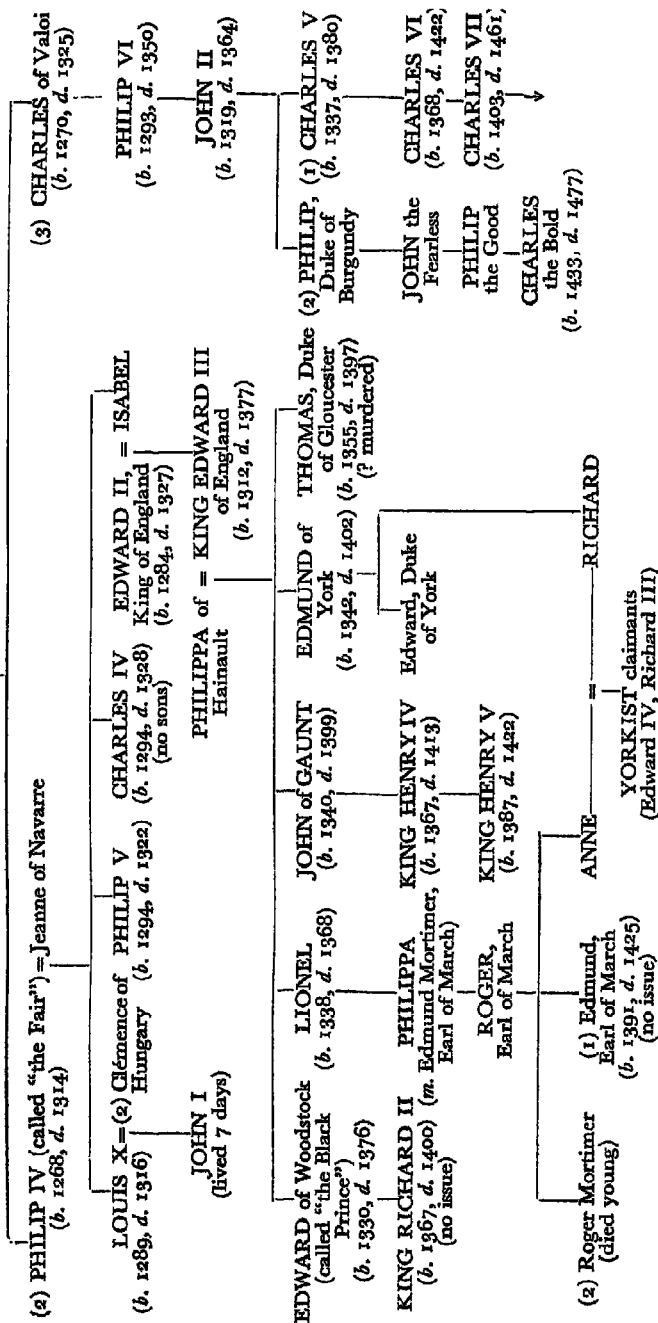 (2) PHILIP IV (called "the Fair")=Jeanne of Navarre
(b. 1268, d. 1314)
(3) CHARLES of Valoi
(b. 1270, d. 1325)
LOUIS X=(2) Clémence of
Hungary
(b. 1289, d. 1316)
PHILIP V
(b. 1294, d. 1322)
CHARLES IV
(b. 1294, d. 1328)
(no sons)
EDWARD II, = ISABEL
King of England
(b. 1284, d. 1327)
PHILIP VI
(b. 1293, d. 1350)
JOHN I
(lived 7 days)
PHILIPPA of = KING EDWARD III
Hainault of England
(b. 1312, d. 1377)
JOHN II
(b. 1319, d. 1364)
EDWARD of Woodstock
(called "the Black
Prince")
(b. 1330, d. 1376)
LIONEL
(b. 1338, d. 1368)
JOHN of GAUNT
(b. 1340, d. 1399)
EDMUND of
York
(b. 1342, d. 1402)
THOMAS, Duke
of Gloucester
(b. 1355, d. 1397)
(? murdered)
(2) PHILIP,
Duke of
Burgundy
(1) CHARLES V
(b. 1337, d. 1380)
KING RICHARD II
(b. 1367, d. 1400)
(no issue)
PHILIPPA
(m. Edmund Mortimer,
Earl of March)
KING HENRY IV
(b. 1367, d. 1413)
Edward, Duke
of York
JOHN the
Fearless
CHARLES VI
(b. 1368, d. 1422)
ROGER,
Earl of March
KING HENRY V
(b. 1387, d. 1422)
PHILIP
the Good
CHARLES VII
(b. 1403, d. 1461)
CHARLES
the Bold
(b. 1433, d. 1477)
(2) Roger Mortimer
(died young)
(1) Edmund,
Earl of March
(b. 1391, d. 1425)
(no issue)
ANNE = RICHARD
YORKIST claimants
(Edward IV, Richard III)